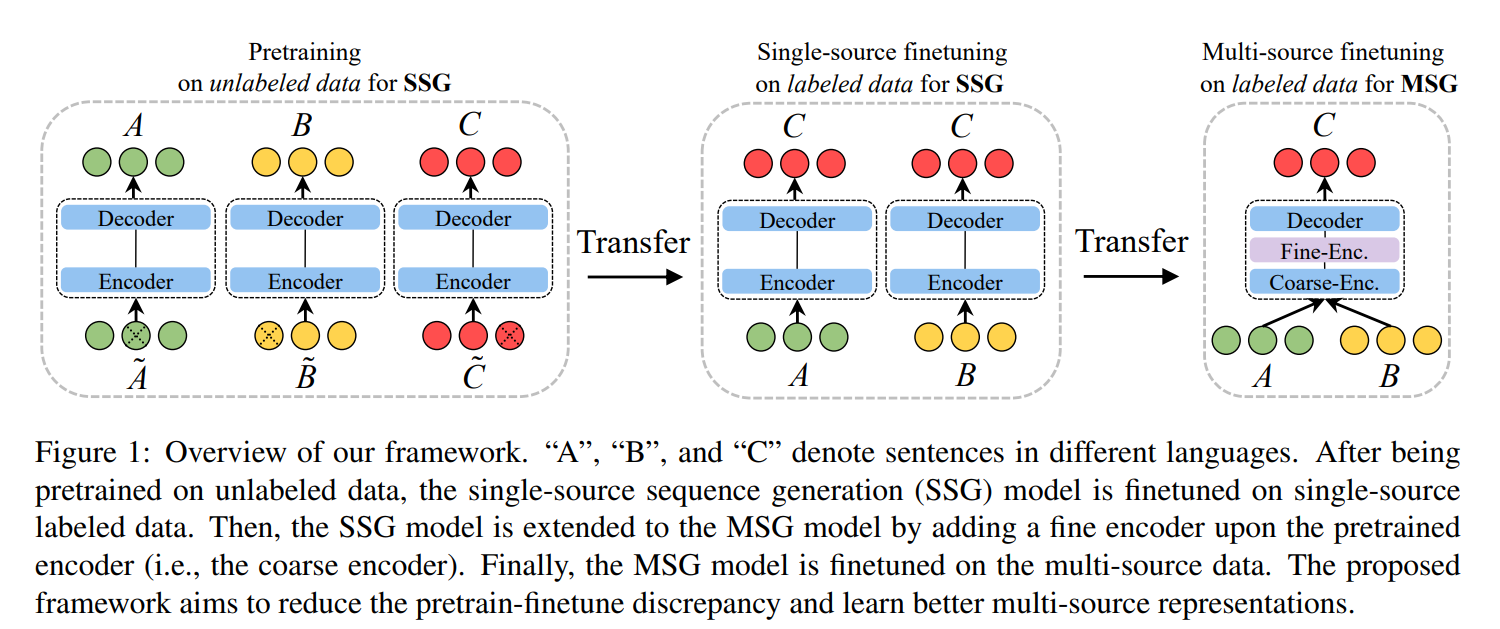 Pretraining
on unlabeled data for SSG
A B C
Decoder Decoder Decoder
Encoder Encoder Encoder
Ã B̃ C̃
Transfer
Single-source finetuning
on labeled data for SSG
C C
Decoder Decoder
Encoder Encoder
A B
Transfer
Multi-source finetuning
on labeled data for MSG
C
Decoder
Fine-Enc.
Coarse-Enc.
A B
Figure 1: Overview of our framework. “A”, “B”, and “C” denote sentences in different languages. After being
pretrained on unlabeled data, the single-source sequence generation (SSG) model is finetuned on single-source
labeled data. Then, the SSG model is extended to the MSG model by adding a fine encoder upon the pretrained
encoder (i.e., the coarse encoder). Finally, the MSG model is finetuned on the multi-source data. The proposed
framework aims to reduce the pretrain-finetune discrepancy and learn better multi-source representations.